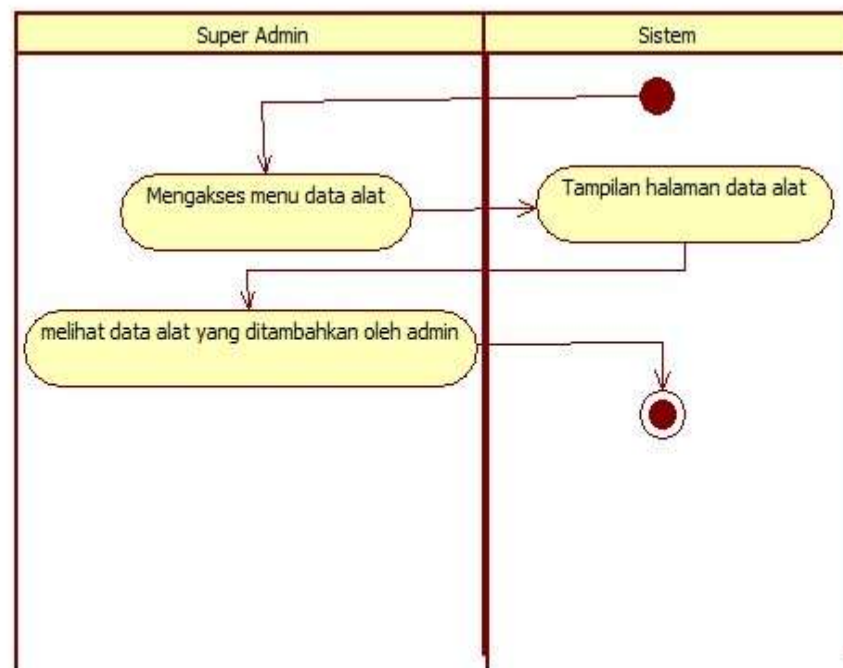 Super Admin
Sistem
Mengakses menu data alat
Tampilan halaman data alat
melihat data alat yang ditambahkan oleh admin